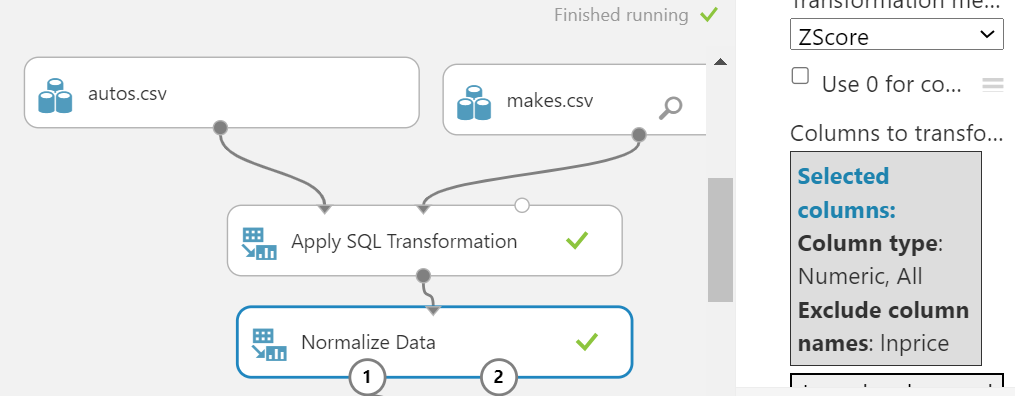 Finished running
autos.csv
makes.csv
Apply SQL Transformation
Normalize Data
1
2
Transformation me...
ZScore
Use 0 for co...
Columns to transfo...
Selected
columns:
Column type:
Numeric, All
Exclude column
names: lnprice